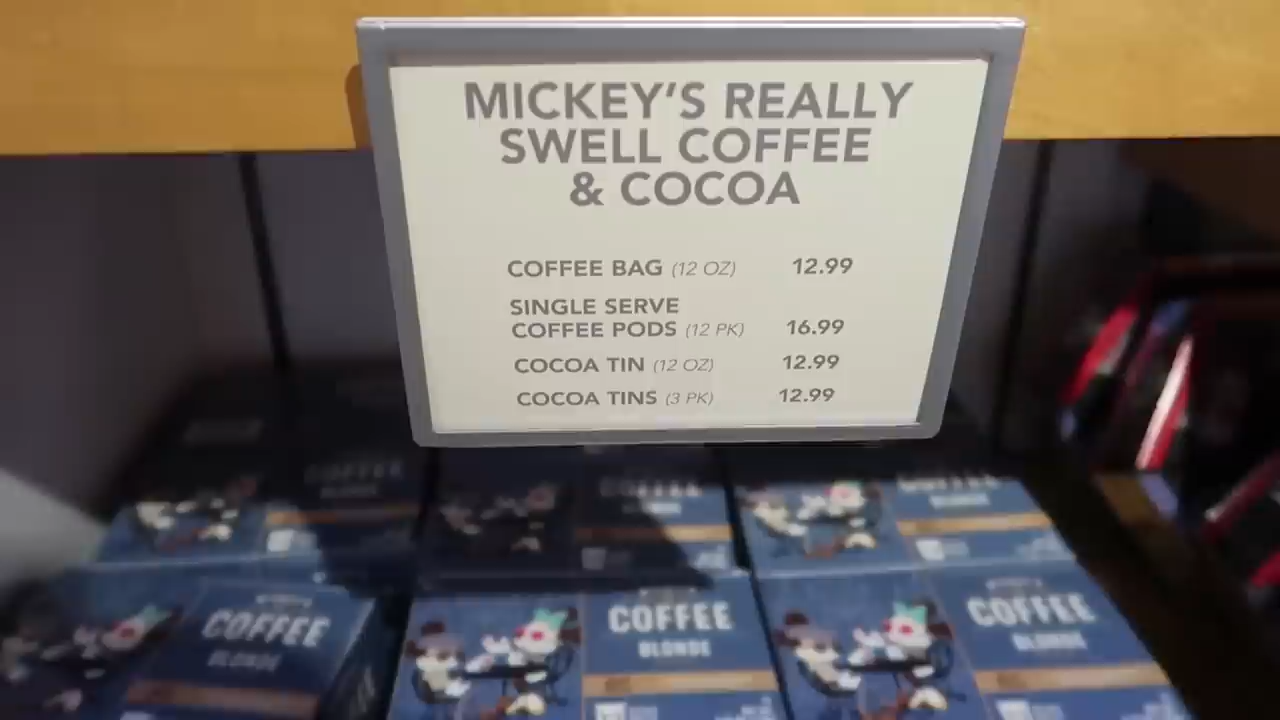 MICKEY'S REALLY
SWELL COFFEE
& COCOA
COFFEE BAG (12 OZ) 12.99
SINGLE SERVE
COFFEE PODS (12 PK) 16.99
COCOA TIN (12 OZ) 12.99
COCOA TINS (3 PK) 12.99
COFFEE
BLONDE
COFFEE
COFFEE
BLONDE
COFFEE
BLONDE
COFFEE
BLONDE